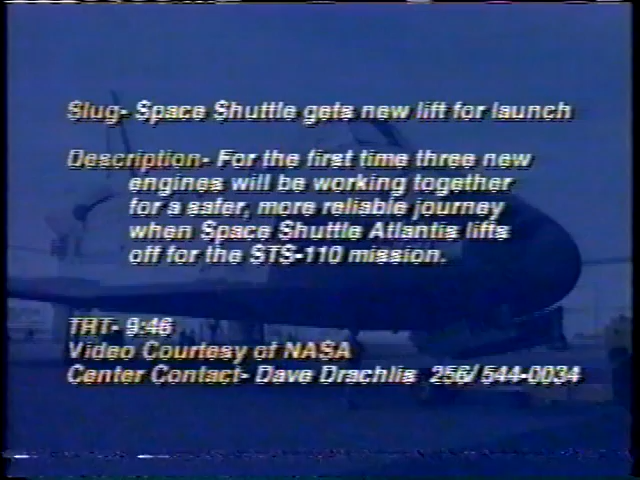 Slug- Space Shuttle gets new lift for launch
Description- For the first time three new
engines will be working together
for a safer, more reliable journey
when Space Shuttle Atlantis lifts
off for the STS-110 mission.
TRT- 9:46
Video Courtesy of NASA
Center Contact- Dave Drachlis 256/544-0034